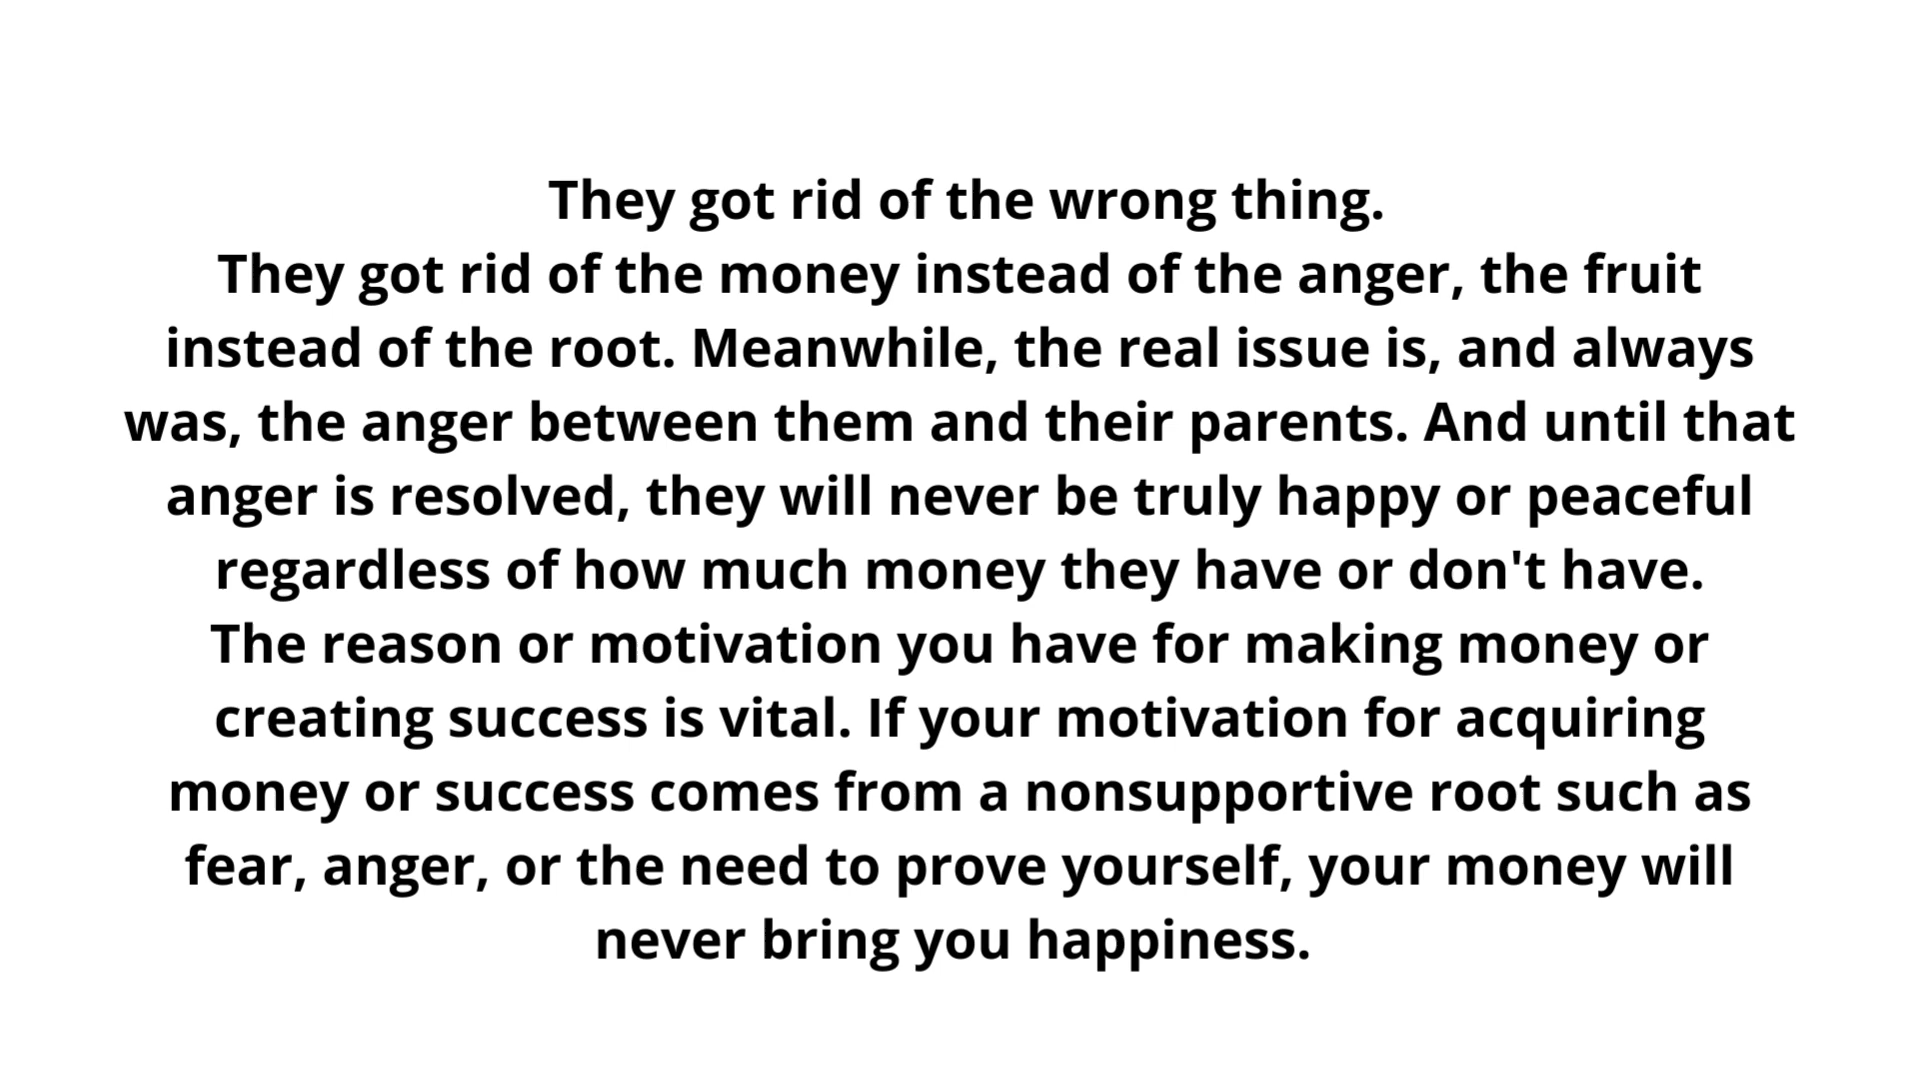 They got rid of the wrong thing.
They got rid of the money instead of the anger, the fruit
instead of the root. Meanwhile, the real issue is, and always
was, the anger between them and their parents. And until that
anger is resolved, they will never be truly happy or peaceful
regardless of how much money they have or don't have.
The reason or motivation you have for making money or
creating success is vital. If your motivation for acquiring
money or success comes from a nonsupportive root such as
fear, anger, or the need to prove yourself, your money will
never bring you happiness.